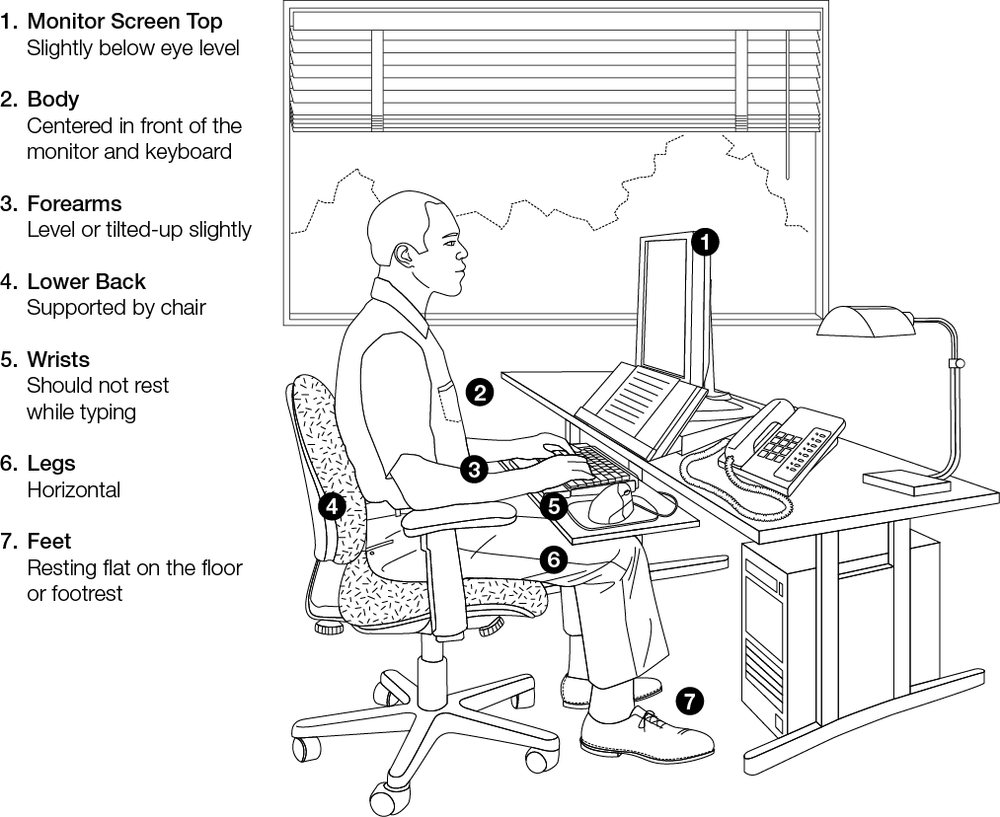 1. Monitor Screen Top
Slightly below eye level
2. Body
Centered in front of the
monitor and keyboard
3. Forearms
Level or tilted-up slightly
4. Lower Back
Supported by chair
5. Wrists
Should not rest
while typing
6. Legs
Horizontal
7. Feet
Resting flat on the floor
or footrest
1
2
3
4
5
6
7